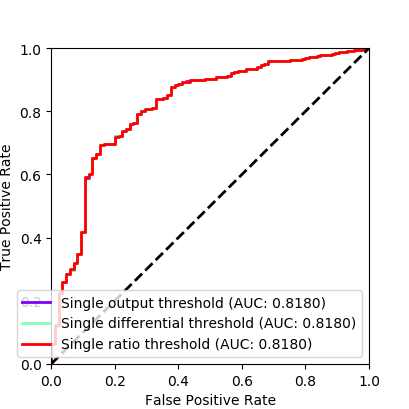 1.0
0.8
0.6
0.4
0.2
0.0
True Positive Rate
Single output threshold (AUC: 0.8180)
Single differential threshold (AUC: 0.8180)
Single ratio threshold (AUC: 0.8180)
0.0 0.2 0.4 0.6 0.8 1.0
False Positive Rate